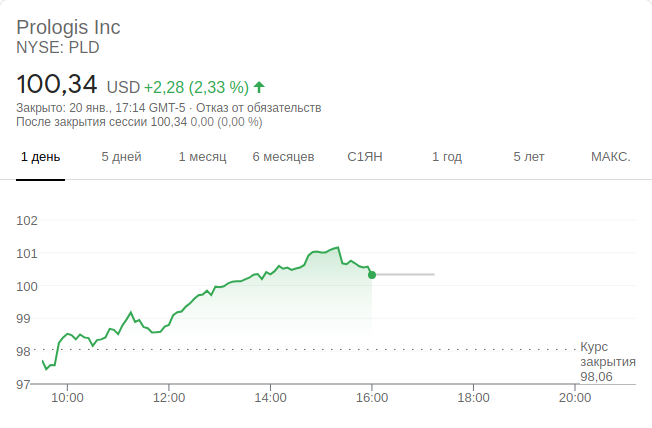 Prologis Inc
NYSE: PLD
100,34 USD +2,28 (2,33 %)
Закрыто: 20 янв., 17:14 GMT-5 · Отказ от обязательств
После закрытия сессии 100,34 0,00 (0,00 %)
1 день 5 дней 1 месяц 6 месяцев С1ЯН 1 год 5 лет МАКС.
102
101
100
99
98
Курс
закрытия
98,06
97
10:00 12:00 14:00 16:00 18:00 20:00